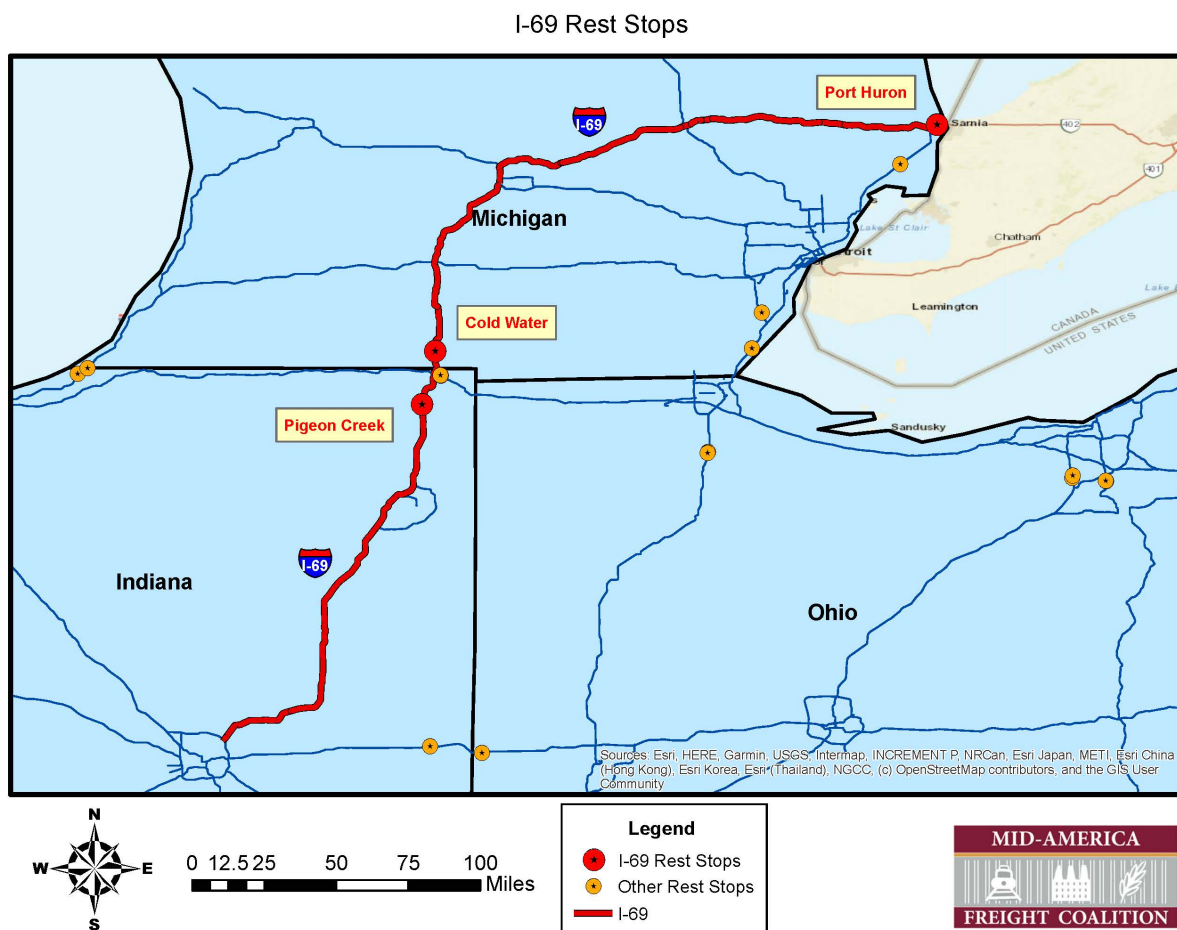 I-69 Rest Stops
Port Huron
I-69
Sarnia
402
401
Michigan
Lake St Clair
Chatham
troit
Leamington
Cold Water
CANADA
UNITED STATES
Pigeon Creek
Sandusky
I-69
Indiana
Ohio
Sources: Esri, HERE, Garmin, USGS, Intermap, INCREMENT P, NRCan, Esri Japan, METI, Esri China
(Hong Kong), Esri Korea, Esri (Thailand), NGCC, (c) OpenStreetMap contributors, and the GIS User
Community
N
W
E
S
0 12.5 25 50 75 100
Miles
Legend
I-69 Rest Stops
Other Rest Stops
I-69
MID-AMERICA
FREIGHT COALITION